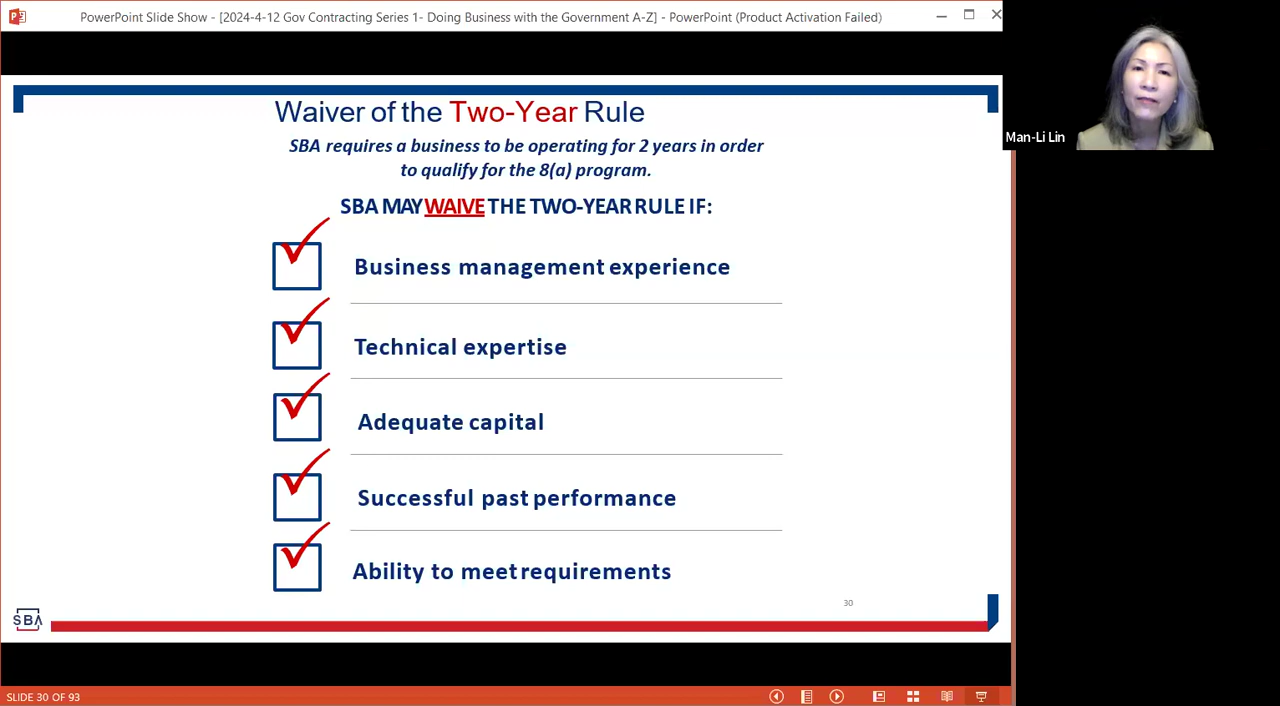 PowerPoint Slide Show - [2024-4-12 Gov Contracting Series 1- Doing Business with the Government A-Z] - PowerPoint (Product Activation Failed)
Man-Li Lin
Waiver of the Two-Year Rule
SBA requires a business to be operating for 2 years in order
to qualify for the 8(a) program.
SBA MAY WAIVE THE TWO-YEAR RULE IF:
Business management experience
Technical expertise
Adequate capital
Successful past performance
Ability to meet requirements
30
SBA
SLIDE 30 OF 93